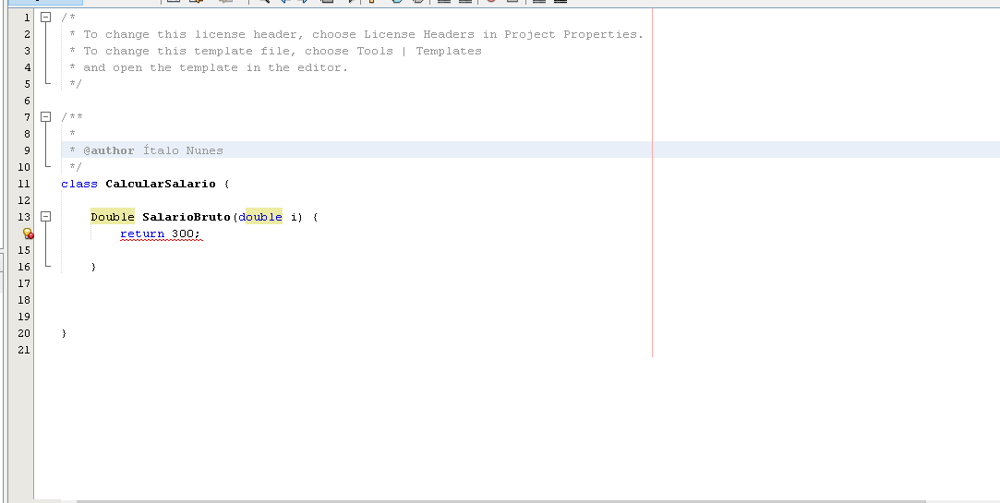 1 /*
2 * To change this license header, choose License Headers in Project Properties.
3 * To change this template file, choose Tools | Templates
4 * and open the template in the editor.
5 */
6
7 /**
8 *
9 * @author Ítalo Nunes
10 */
11 class CalcularSalario {
12
13 Double SalarioBruto(double i) {
return 300;
15
16 }
17
18
19
20 }
21